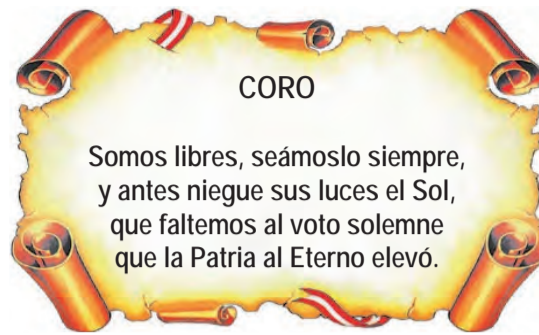 CORO
Somos libres, seámoslo siempre,
y antes niegue sus luces el Sol,
que faltemos al voto solemne
que la Patria al Eterno elevó.